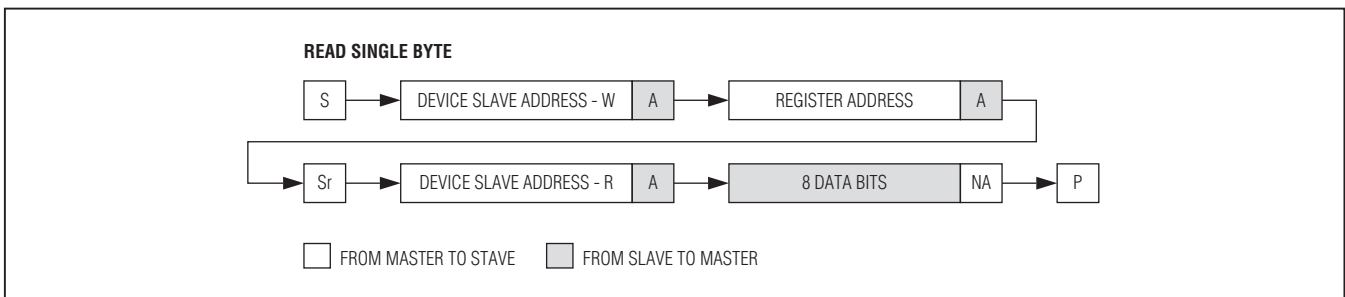 READ SINGLE BYTE
S DEVICE SLAVE ADDRESS - W A REGISTER ADDRESS A
Sr DEVICE SLAVE ADDRESS - R A 8 DATA BITS NA P
FROM MASTER TO STAVE FROM SLAVE TO MASTER